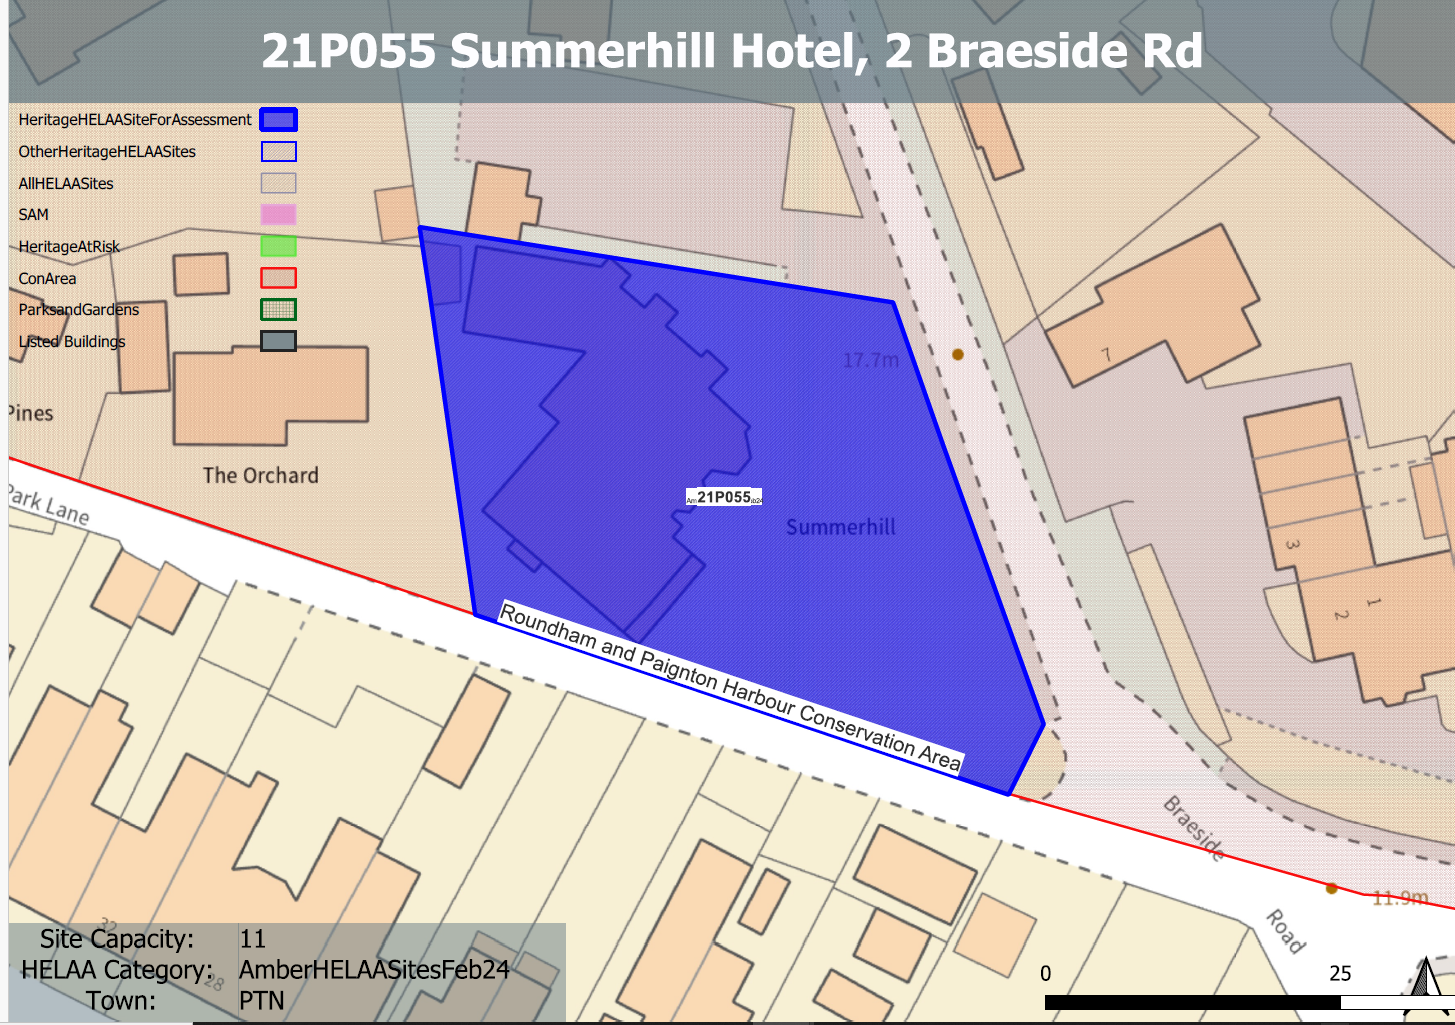 21P055 Summerhill Hotel, 2 Braeside Rd
HeritageHELAASiteForAssessment
OtherHeritageHELAASites
AllHELAASites
SAM
HeritageAtRisk
ConArea
ParksandGardens
Listed Buildings
17.7m
7
Pines
The Orchard
Park Lane
21P055
Summerhill
3
2
1
Roundham and Paignton Harbour Conservation Area
Braeside
Road
11.9m
32
28
Site Capacity: 11
HELAA Category: AmberHELAASitesFeb24
Town: PTN
0 25